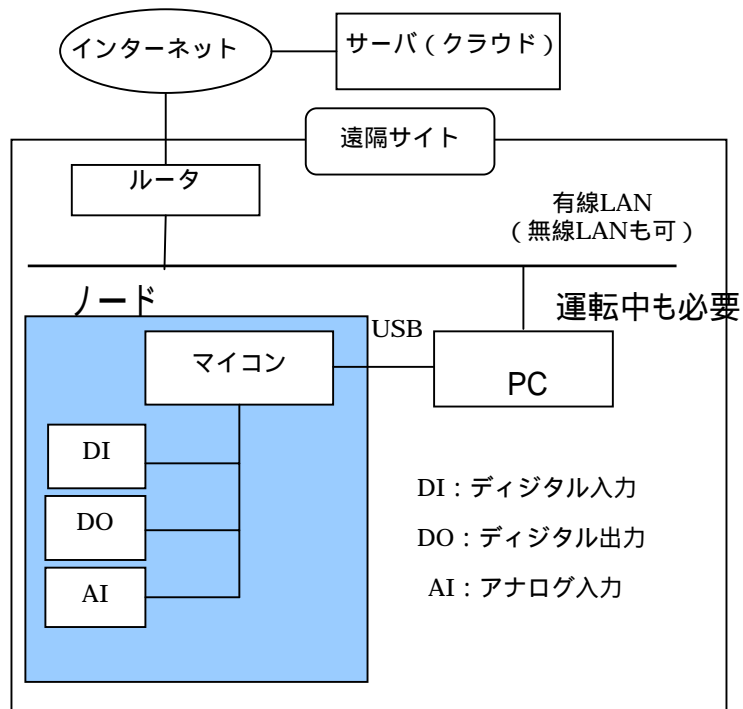 インターネット
サーバ（クラウド）
遠隔サイト
ルータ
有線LAN
（無線LANも可）
ノード
運転中も必要
USB
マイコン
PC
DI
DO
AI
DI：ディジタル入力
DO：ディジタル出力
AI：アナログ入力